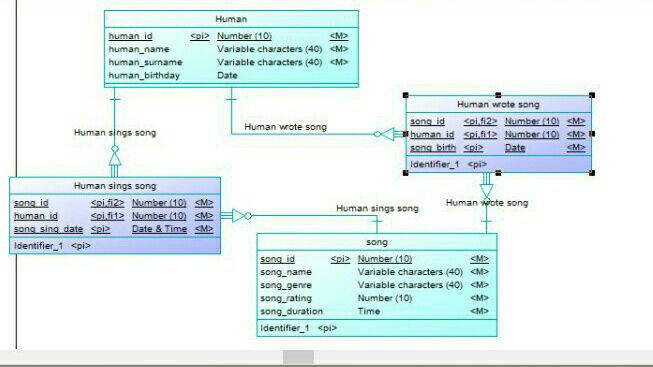 Human
human_id <pi> Number (10) <M>
human_name Variable characters (40) <M>
human_surname Variable characters (40) <M>
human_birthday Date
Human sings song
Human wrote song
Human wrote song
song_id <pi,fi2> Number (10) <M>
human_id <pi,fi1> Number (10) <M>
song_birth <pi> Date <M>
Identifier_1 <pi>
Human sings song
song_id <pi,fi2> Number (10) <M>
human_id <pi,fi1> Number (10) <M>
song_sing_date <pi> Date & Time <M>
Identifier_1 <pi>
Human sings song
Human wrote song
song
song_id <pi> Number (10) <M>
song_name Variable characters (40) <M>
song_genre Variable characters (40) <M>
song_rating Number (10) <M>
song_duration Time <M>
Identifier_1 <pi>